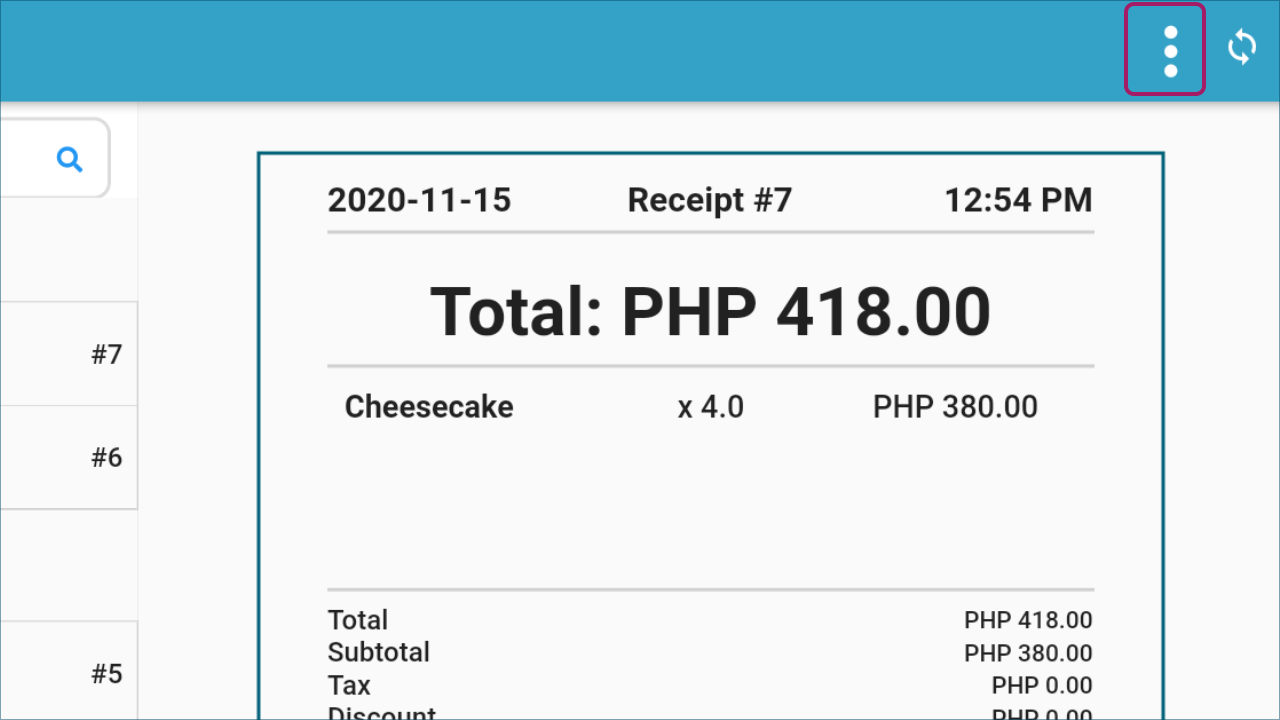 2020-11-15 Receipt #7 12:54 PM
Total: PHP 418.00
Cheesecake x 4.0 PHP 380.00
#7
#6
#5
Total PHP 418.00
Subtotal PHP 380.00
Tax PHP 0.00
Discount PHP 0.00